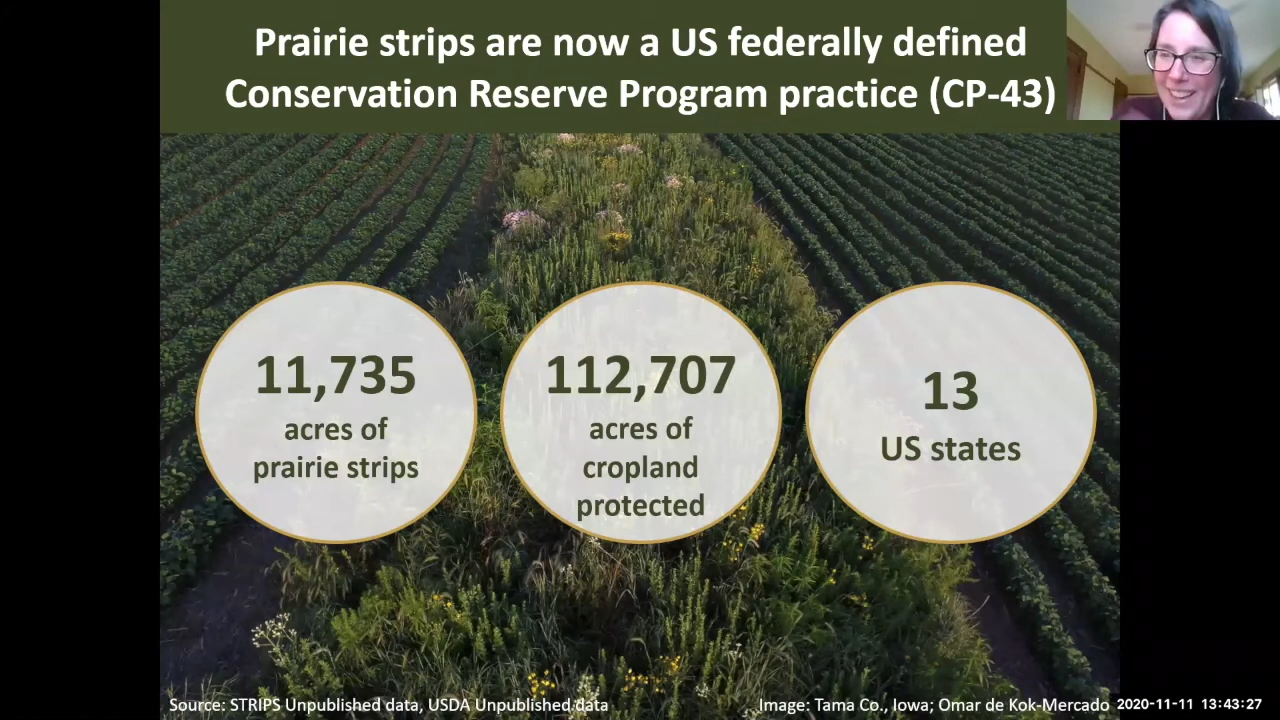 Prairie strips are now a US federally defined
Conservation Reserve Program practice (CP-43)
11,735
acres of
prairie strips
112,707
acres of
cropland
protected
13
US states
Source: STRIPS Unpublished data, USDA Unpublished data
Image: Tama Co., Iowa; Omar de Kok-Mercado
2020-11-11 13:43:27